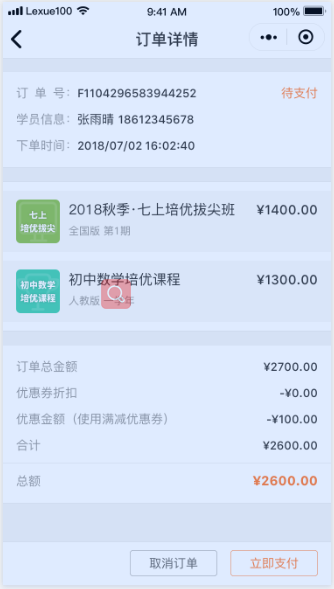 Lexue100 9:41 AM 100%
订单详情
订 单 号: F1104296583944252 待支付
学员信息: 张雨晴 18612345678
下单时间: 2018/07/02 16:02:40
七上
培优拔尖
2018秋季·七上培优拔尖班 ¥1400.00
全国版 第1期
初中数学
培优课程
初中数学培优课程 ¥1300.00
人教版 一学年
订单总金额 ¥2700.00
优惠券折扣 -¥0.00
优惠金额（使用满减优惠券） -¥100.00
合计 ¥2600.00
总额 ¥2600.00
取消订单 立即支付